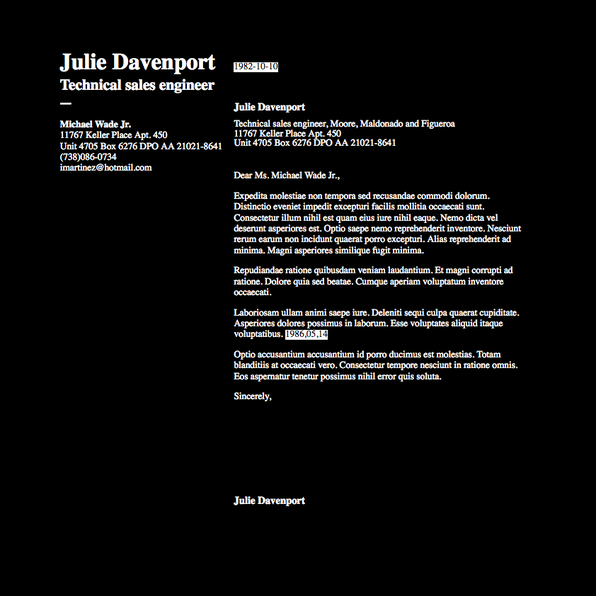 Julie Davenport
Technical sales engineer
Michael Wade Jr.
11767 Keller Place Apt. 450
Unit 4705 Box 6276 DPO AA 21021-8641
(738)086-0734
imartinez@hotmail.com
1982-10-10
Julie Davenport
Technical sales engineer, Moore, Maldonado and Figueroa
11767 Keller Place Apt. 450
Unit 4705 Box 6276 DPO AA 21021-8641
Dear Ms. Michael Wade Jr.,
Expedita molestiae non tempora sed recusandae commodi dolorum.
Distinctio eveniet impedit excepturi facilis mollitia occaecati sunt.
Consectetur illum nihil est quam eius iure nihil eaque. Nemo dicta vel
deserunt asperiores est. Optio saepe nemo reprehenderit inventore. Nesciunt
rerum earum non incidunt quaerat porro excepturi. Alias reprehenderit ad
minima. Magni asperiores similique fugit minima.
Repudiandae ratione quibusdam veniam laudantium. Et magni corrupti ad
ratione. Dolore quia sed beatae. Cumque aperiam voluptatum inventore
occaecati.
Laboriosam ullam animi saepe iure. Deleniti sequi culpa quaerat cupiditate.
Asperiores dolores possimus in laborum. Esse voluptates aliquid itaque
voluptatibus. 1986,05,14
Optio accusantium accusantium id porro ducimus est molestias. Totam
blanditiis at occaecati vero. Consectetur tempore nesciunt in ratione omnis.
Eos aspernatur tenetur possimus nihil error quis soluta.
Sincerely,
Julie Davenport